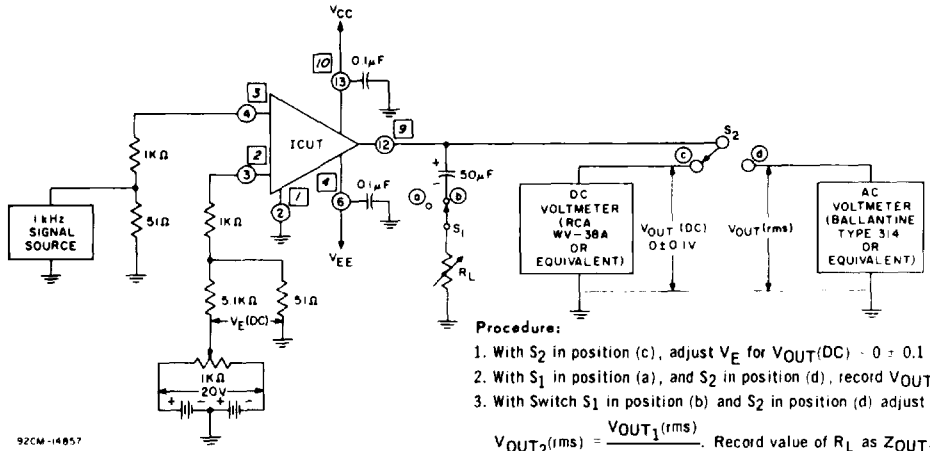 VCC
10
0.1μF
13
3
4
ICUT
9
12
S2
1KΩ
2
3
4
0.1μF
50μF
+
-
a
b
c
d
1
2
6
S1
1 kHz
SIGNAL
SOURCE
51Ω
1KΩ
VEE
RL
DC
VOLTMETER
(RCA
WV-38A
OR
EQUIVALENT)
VOUT (DC)
0±0.1V
VOUT(rms)
AC
VOLTMETER
(BALLANTINE
TYPE 314
OR
EQUIVALENT)
5.1KΩ
51Ω
VE(DC)
1KΩ
20V
+ - + -
92CM-14857
Procedure:
1. With S2 in position (c), adjust VE for VOUT(DC) - 0 ± 0.1
2. With S1 in position (a), and S2 in position (d), record VOUT
3. With Switch S1 in position (b) and S2 in position (d) adjust
VOUT2(rms) = VOUT1(rms) . Record value of RL as ZOUT